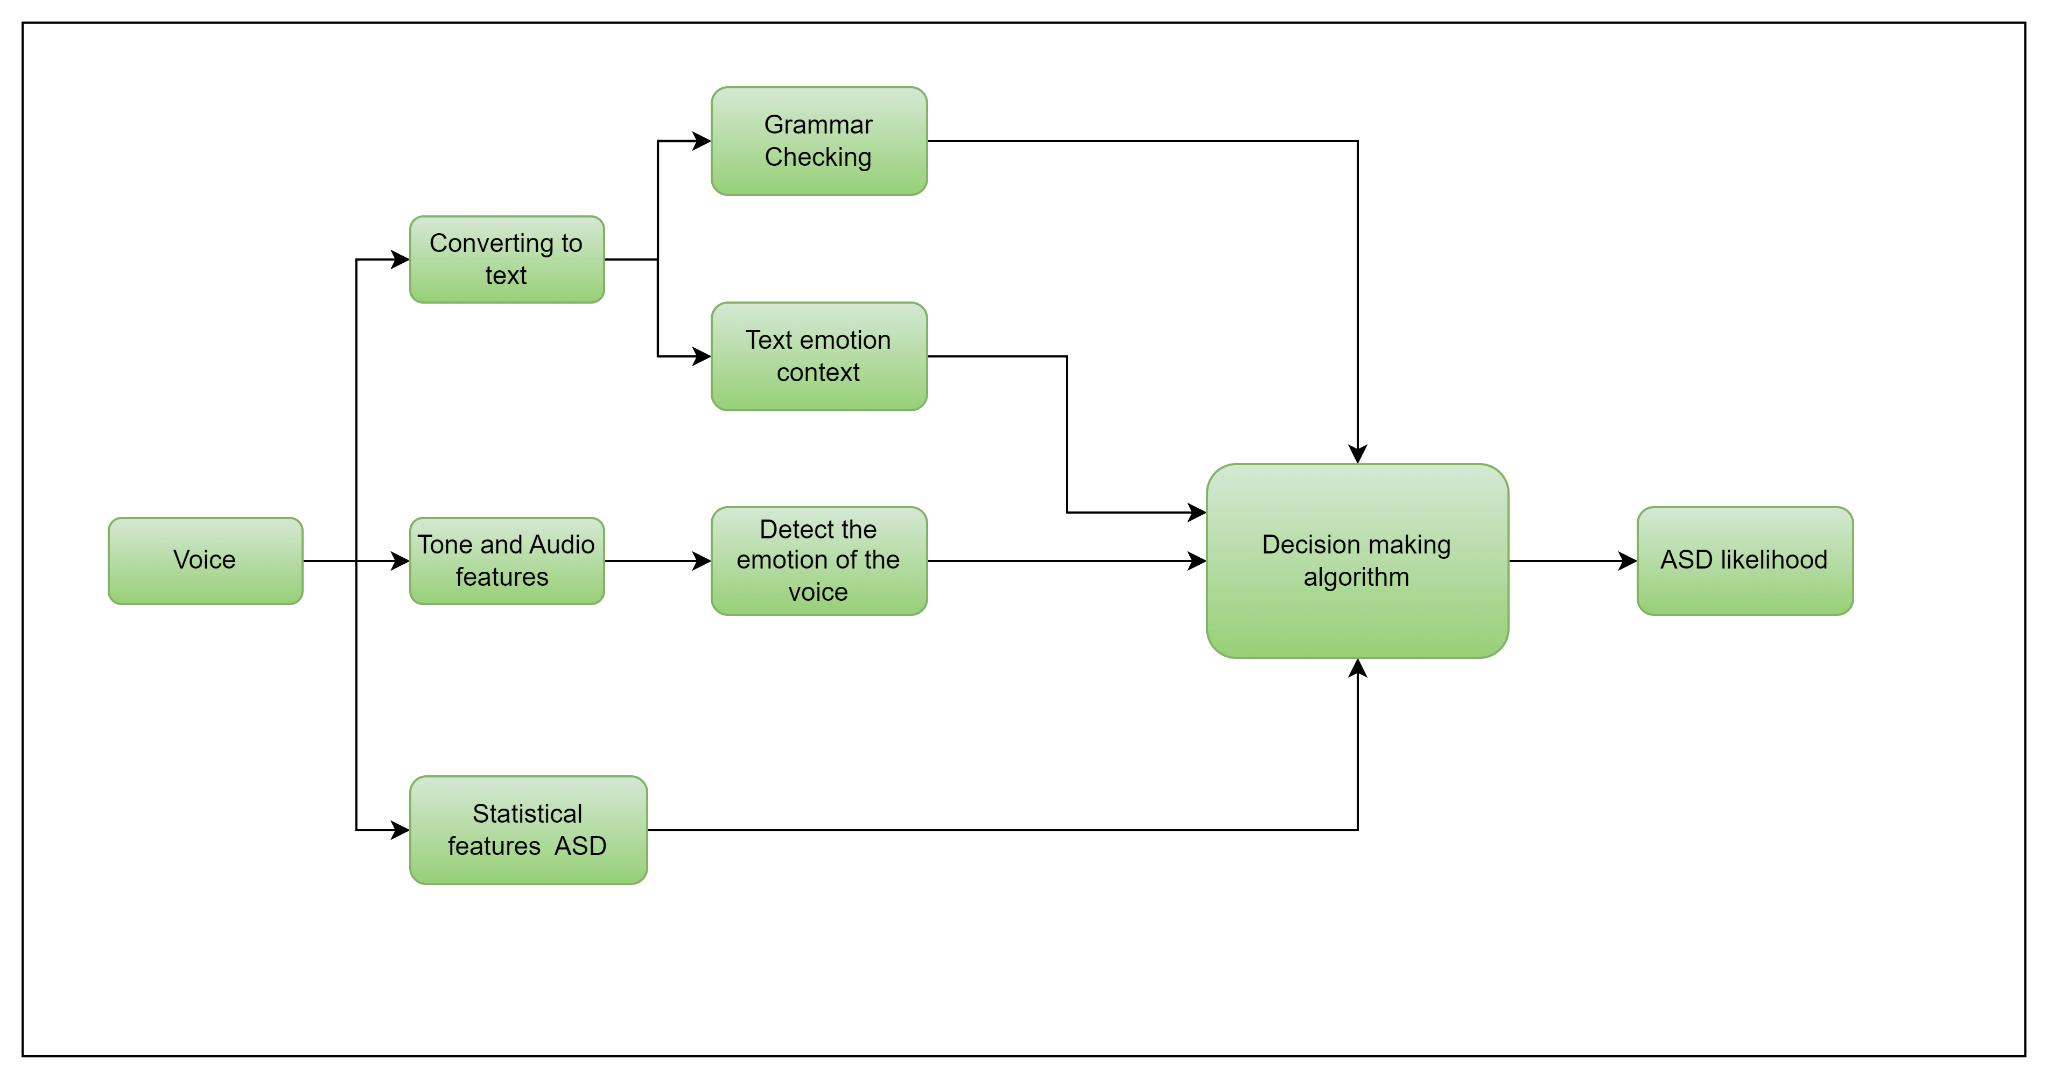 Grammar
Checking
Converting to
text
Text emotion
context
Voice
Tone and Audio
features
Detect the
emotion of the
voice
Decision making
algorithm
ASD likelihood
Statistical
features  ASD